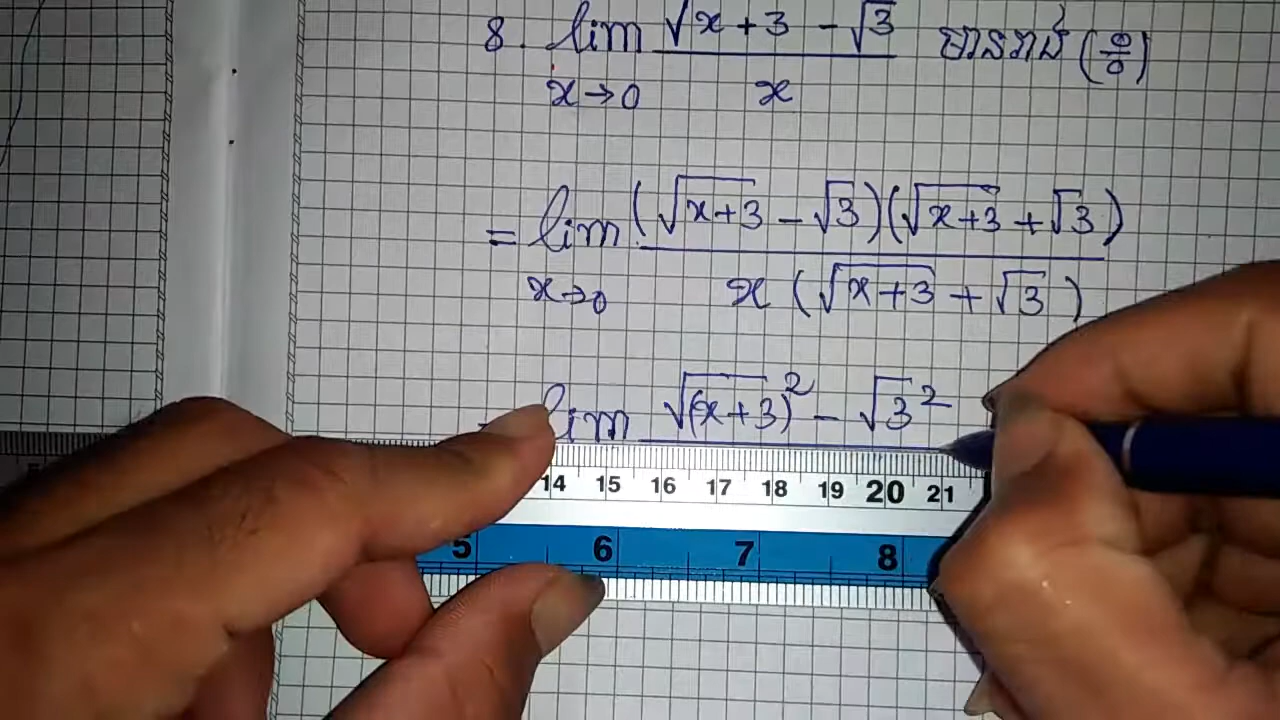 8. lim √x+3 − √3 មានរាង (0/0)
x→0 x
= lim (√x+3 − √3)(√x+3 + √3)
x→0 x (√x+3 + √3)
lim √(x+3)² − √3²
14 15 16 17 18 19 20 21
5 6 7 8